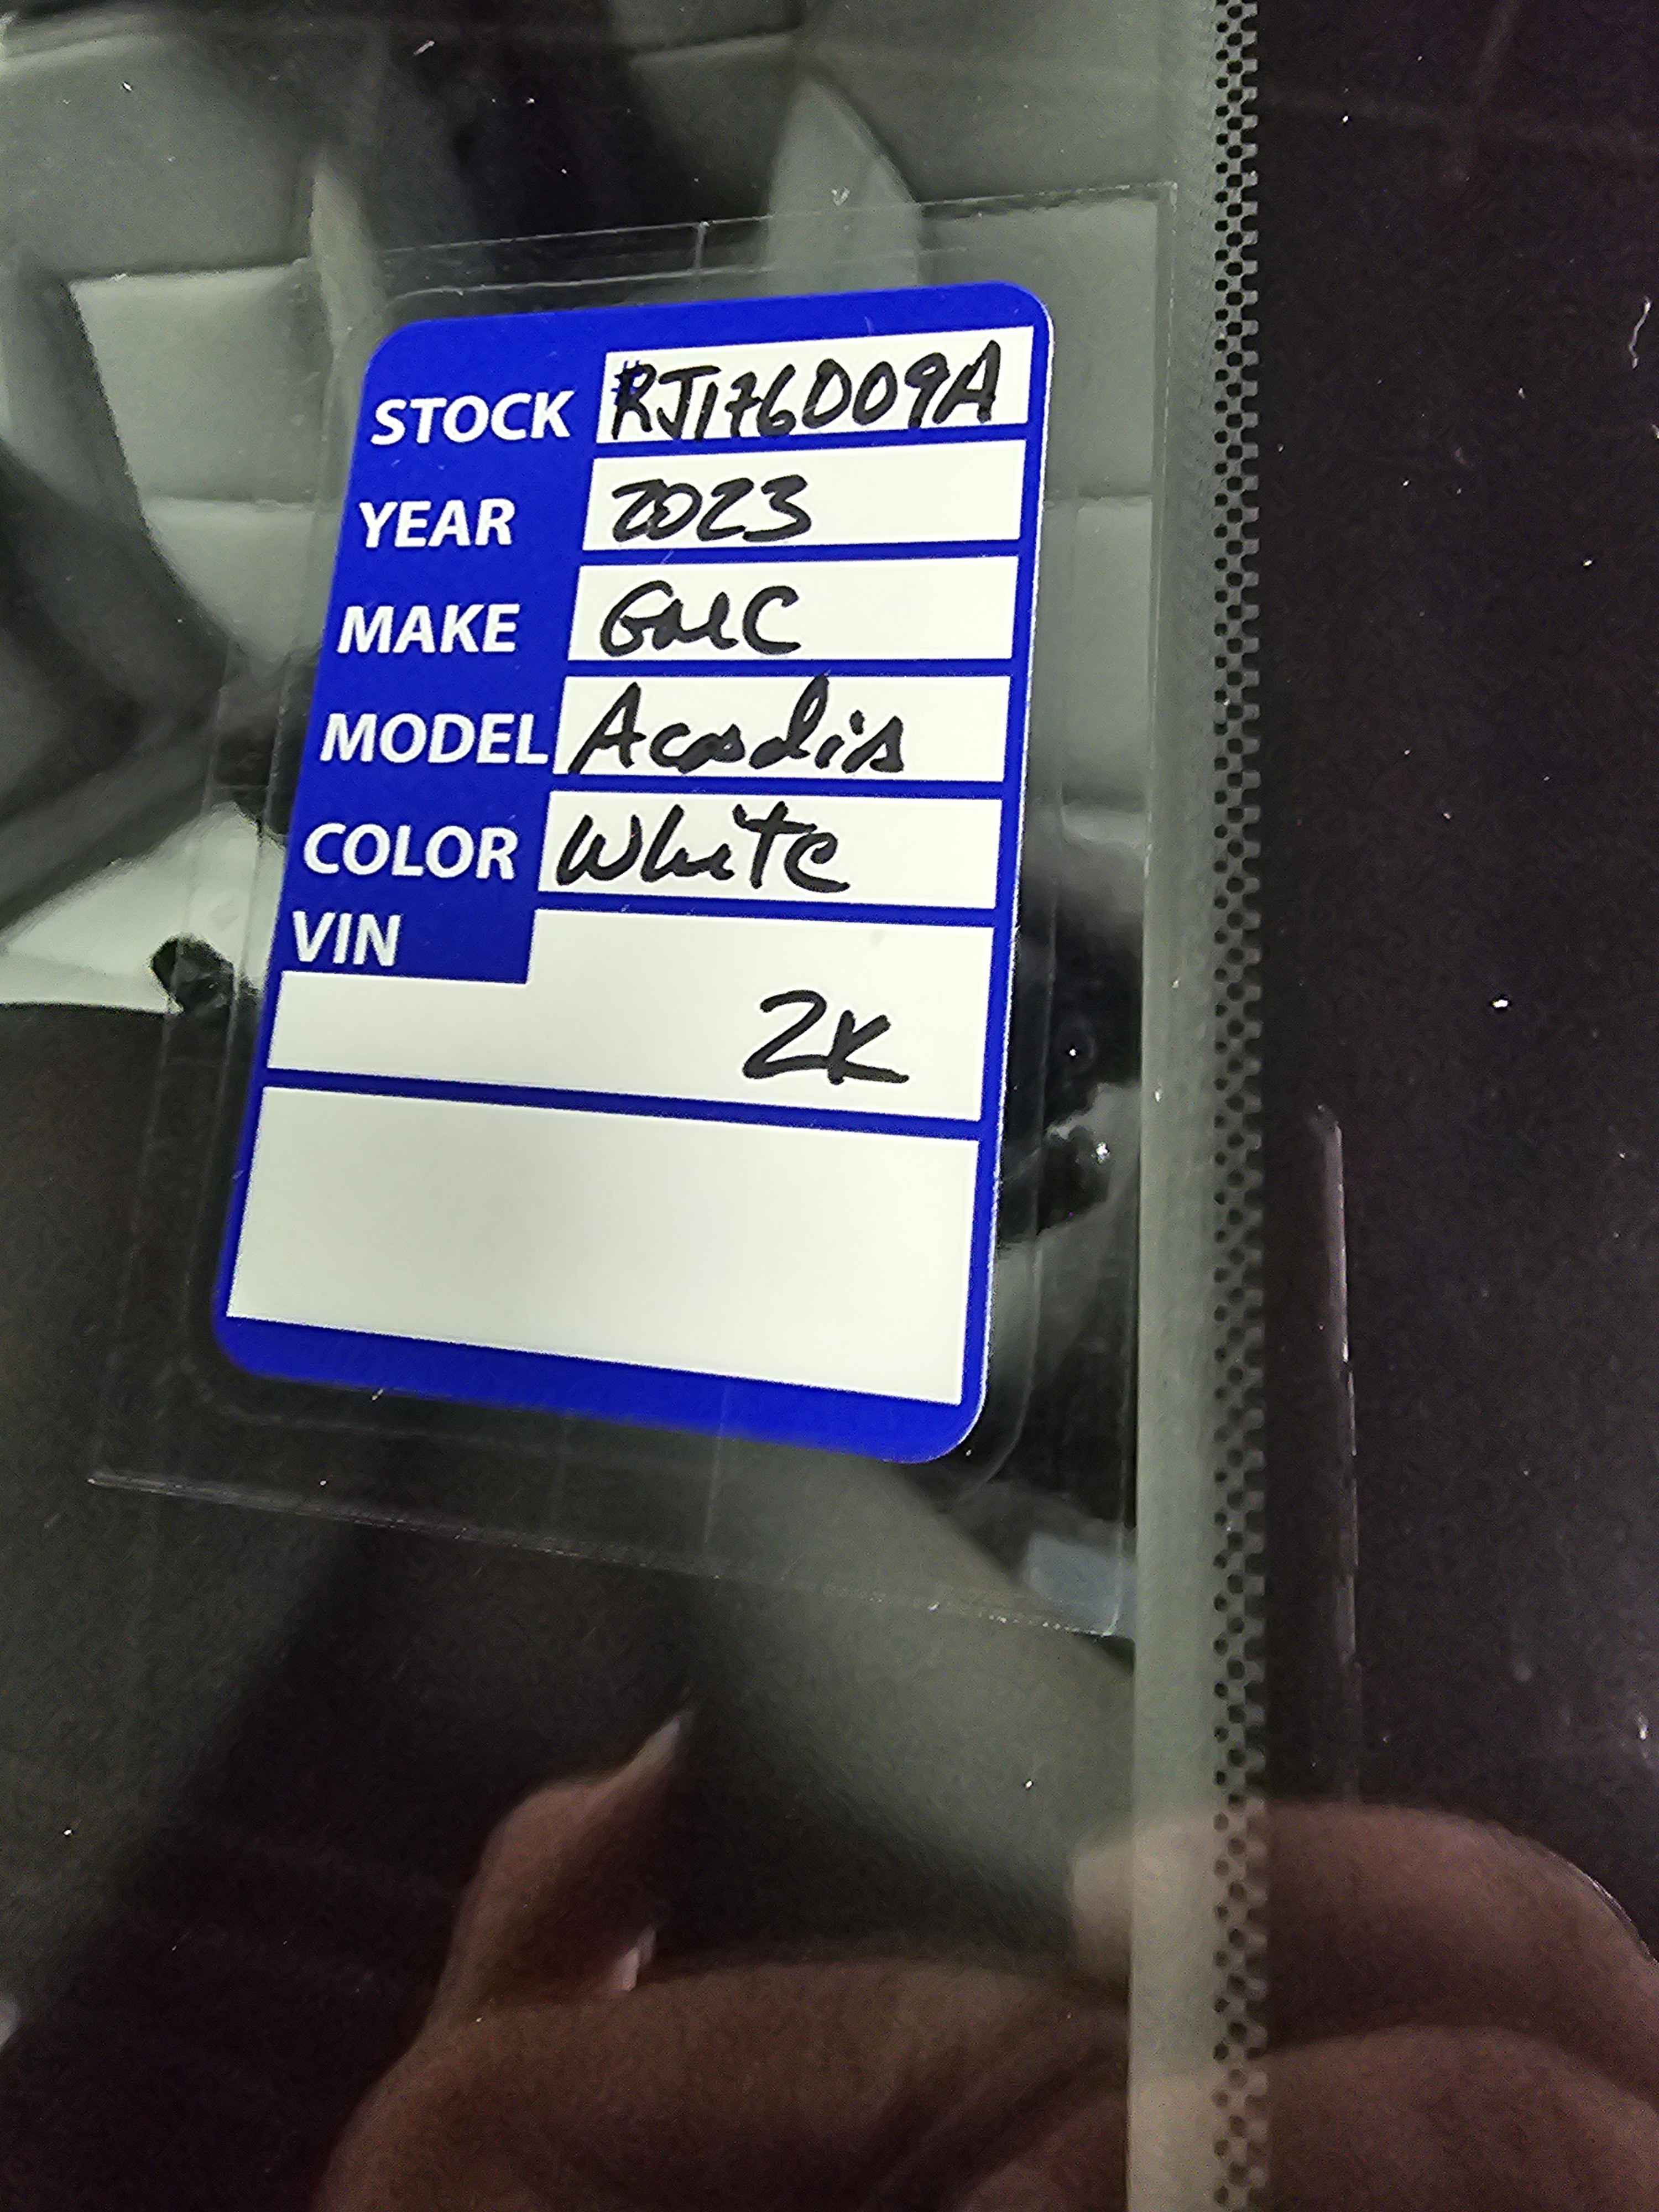 STOCK #RJ176009A
YEAR 2023
MAKE GMC
MODEL Acadia
COLOR White
VIN
2K